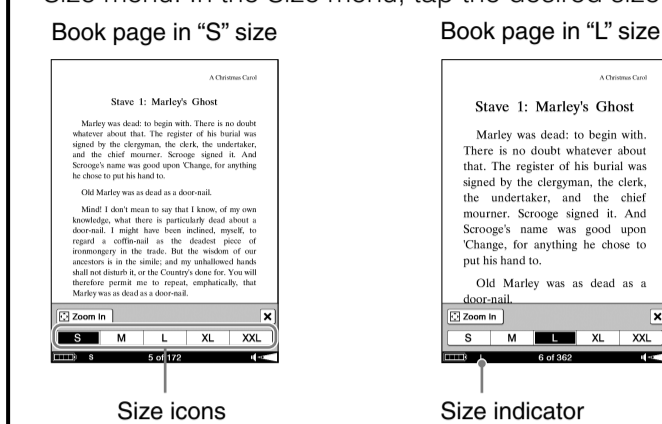 Size menu. In the Size menu, tap the desired size
Book page in “S” size
A Christmas Carol
Stave 1: Marley's Ghost
Marley was dead: to begin with. There is no doubt
whatever about that. The register of his burial was
signed by the clergyman, the clerk, the undertaker,
and the chief mourner. Scrooge signed it. And
Scrooge's name was good upon 'Change, for anything
he chose to put his hand to.
Old Marley was as dead as a door-nail.
Mind! I don't mean to say that I know, of my own
knowledge, what there is particularly dead about a
door-nail. I might have been inclined, myself, to
regard a coffin-nail as the deadest piece of
ironmongery in the trade. But the wisdom of our
ancestors is in the simile; and my unhallowed hands
shall not disturb it, or the Country's done for. You will
therefore permit me to repeat, emphatically, that
Marley was as dead as a door-nail.
Zoom In
S M L XL XXL
S 5 of 172
Size icons
Book page in “L” size
A Christmas Carol
Stave 1: Marley's Ghost
Marley was dead: to begin with.
There is no doubt whatever about
that. The register of his burial was
signed by the clergyman, the clerk,
the undertaker, and the chief
mourner. Scrooge signed it. And
Scrooge's name was good upon
'Change, for anything he chose to
put his hand to.
Old Marley was as dead as a
door-nail.
Zoom In
S M L XL XXL
L 6 of 362
Size indicator